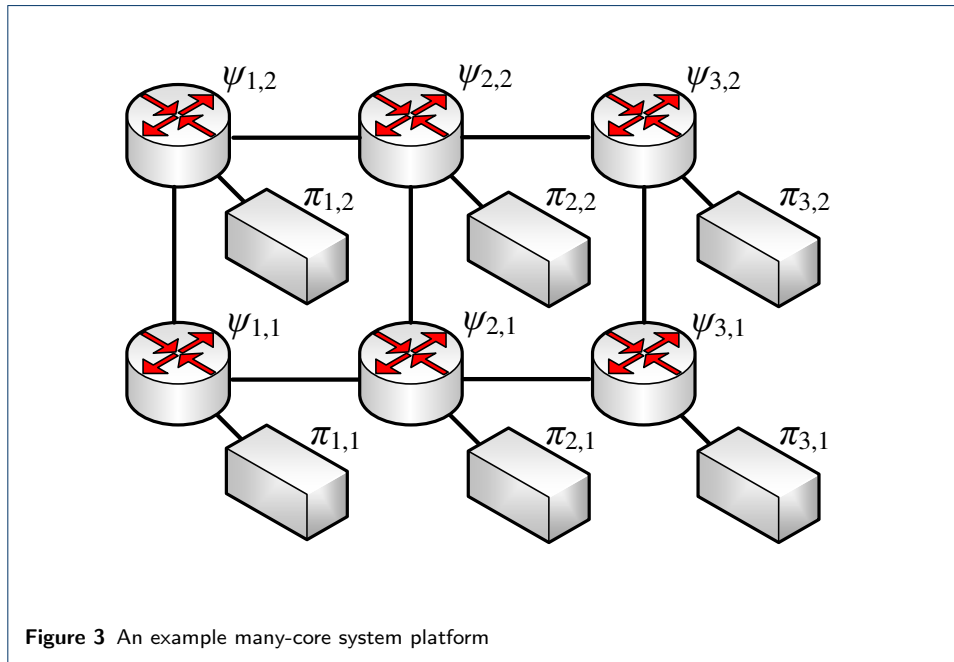 ψ1,2 ψ2,2 ψ3,2
π1,2 π2,2 π3,2
ψ1,1 ψ2,1 ψ3,1
π1,1 π2,1 π3,1
Figure 3 An example many-core system platform